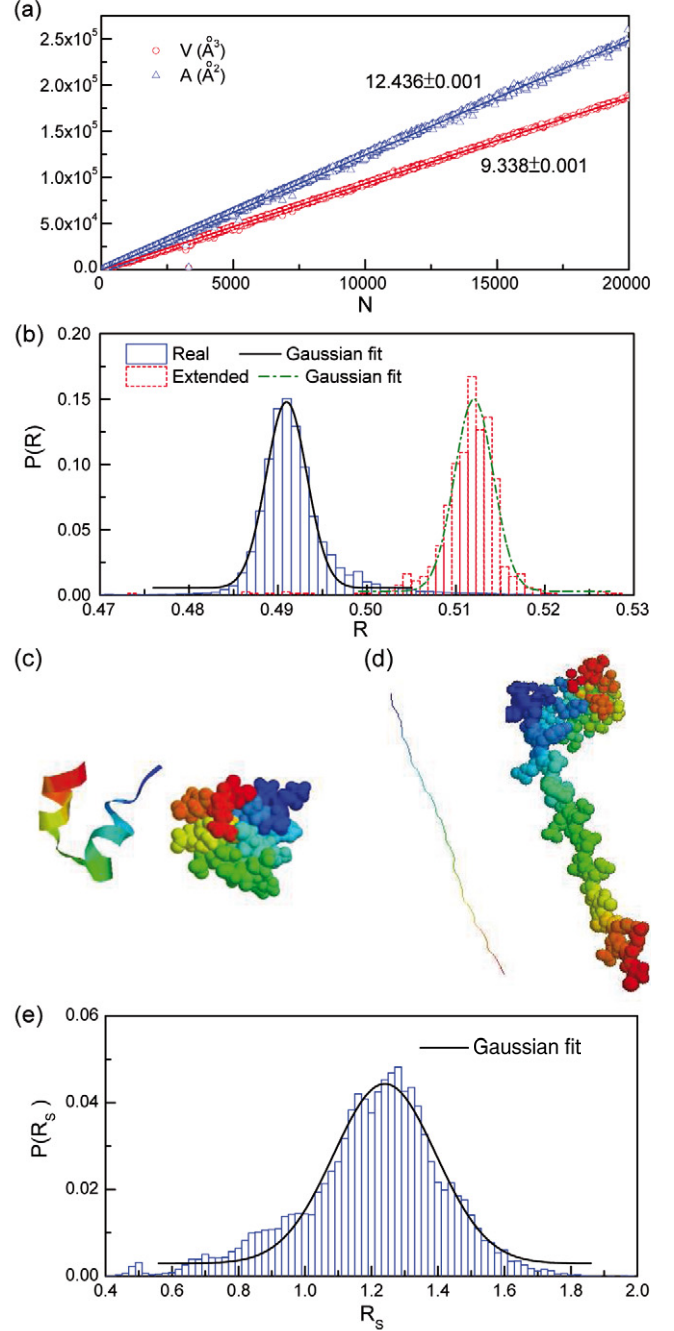 (a)
2.5x10⁵
2.0x10⁵
1.5x10⁵
1.0x10⁵
5.0x10⁴
0.0
V (Å³)
A (Å²)
12.436±0.001
9.338±0.001
0 5000 10000 15000 20000
N
(b)
0.20
0.15
0.10
0.05
0.00
P(R)
Real Gaussian fit
Extended Gaussian fit
0.47 0.48 0.49 0.50 0.51 0.52 0.53
R
(c) (d)
(e)
0.06
0.04
0.02
0.00
P(Rₛ)
Gaussian fit
0.4 0.6 0.8 1.0 1.2 1.4 1.6 1.8 2.0
Rₛ